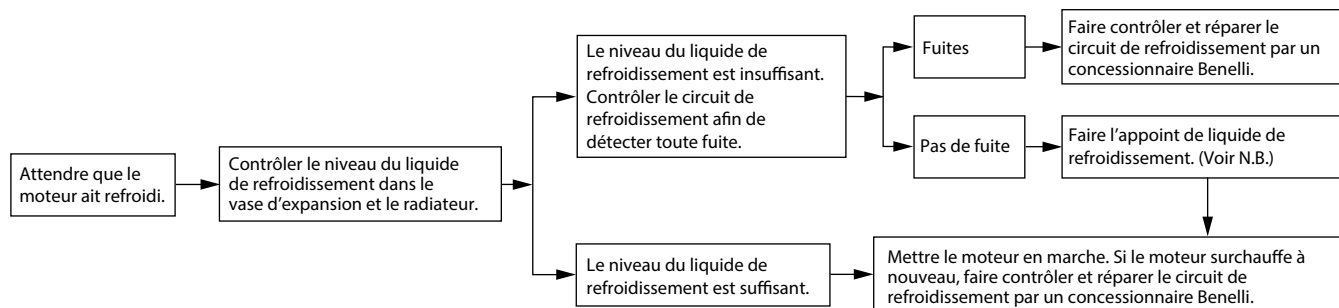 Attendre que le
moteur ait refroidi.
Contrôler le niveau du liquide
de refroidissement dans le
vase d’expansion et le radiateur.
Le niveau du liquide de
refroidissement est insuffisant.
Contrôler le circuit de
refroidissement afin de
détecter toute fuite.
Fuites
Faire contrôler et réparer le
circuit de refroidissement par un
concessionnaire Benelli.
Pas de fuite
Faire l’appoint de liquide de
refroidissement. (Voir N.B.)
Le niveau du liquide de
refroidissement est suffisant.
Mettre le moteur en marche. Si le moteur surchauffe à
nouveau, faire contrôler et réparer le circuit de
refroidissement par un concessionnaire Benelli.